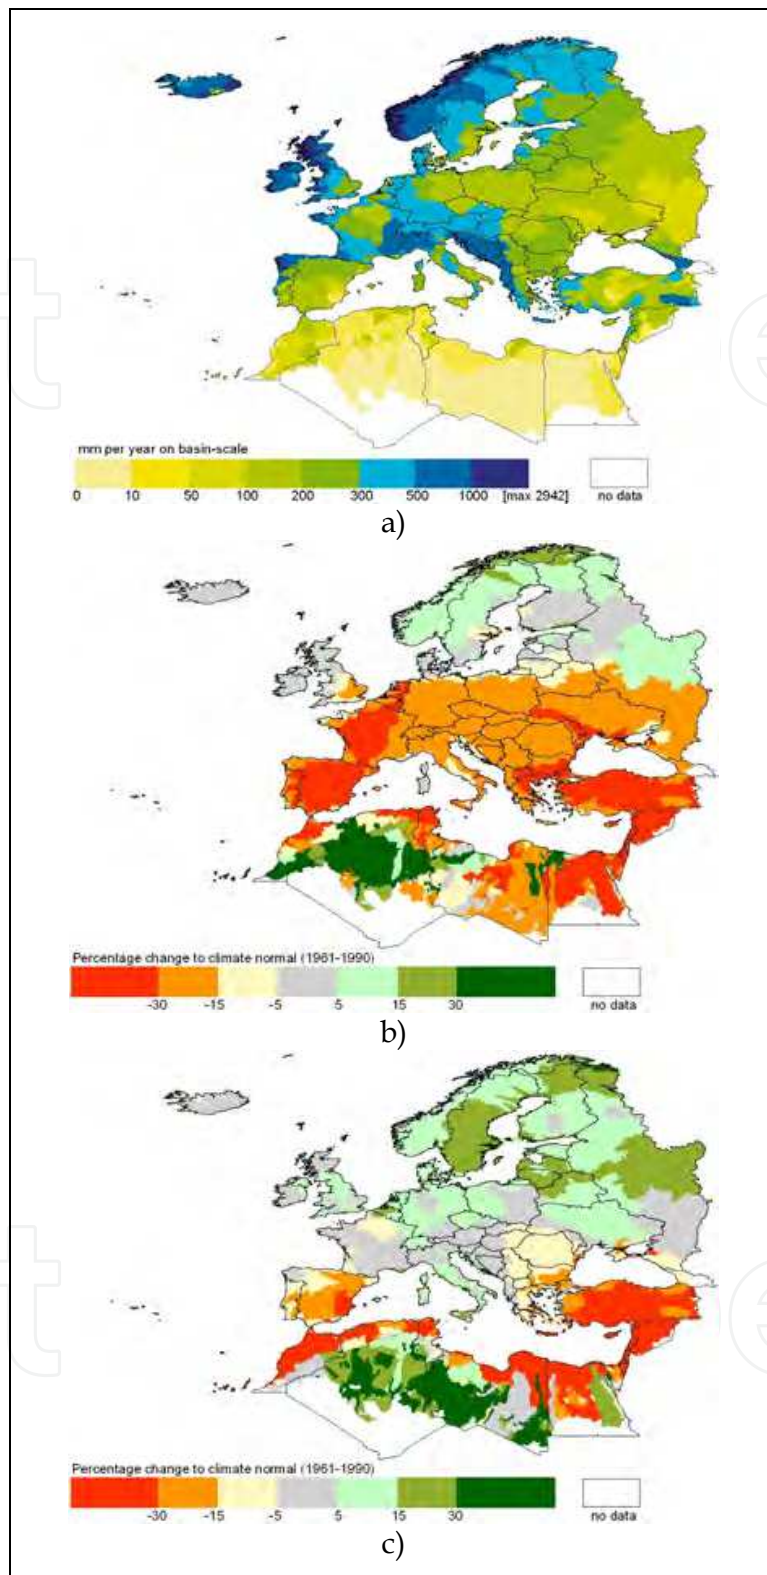 mm per year on basin-scale
0 10 50 100 200 300 500 1000 [max 2942] no data
a)
Percentage change to climate normal (1961-1990)
-30 -15 -5 5 15 30 no data
b)
Percentage change to climate normal (1961-1990)
-30 -15 -5 5 15 30 no data
c)